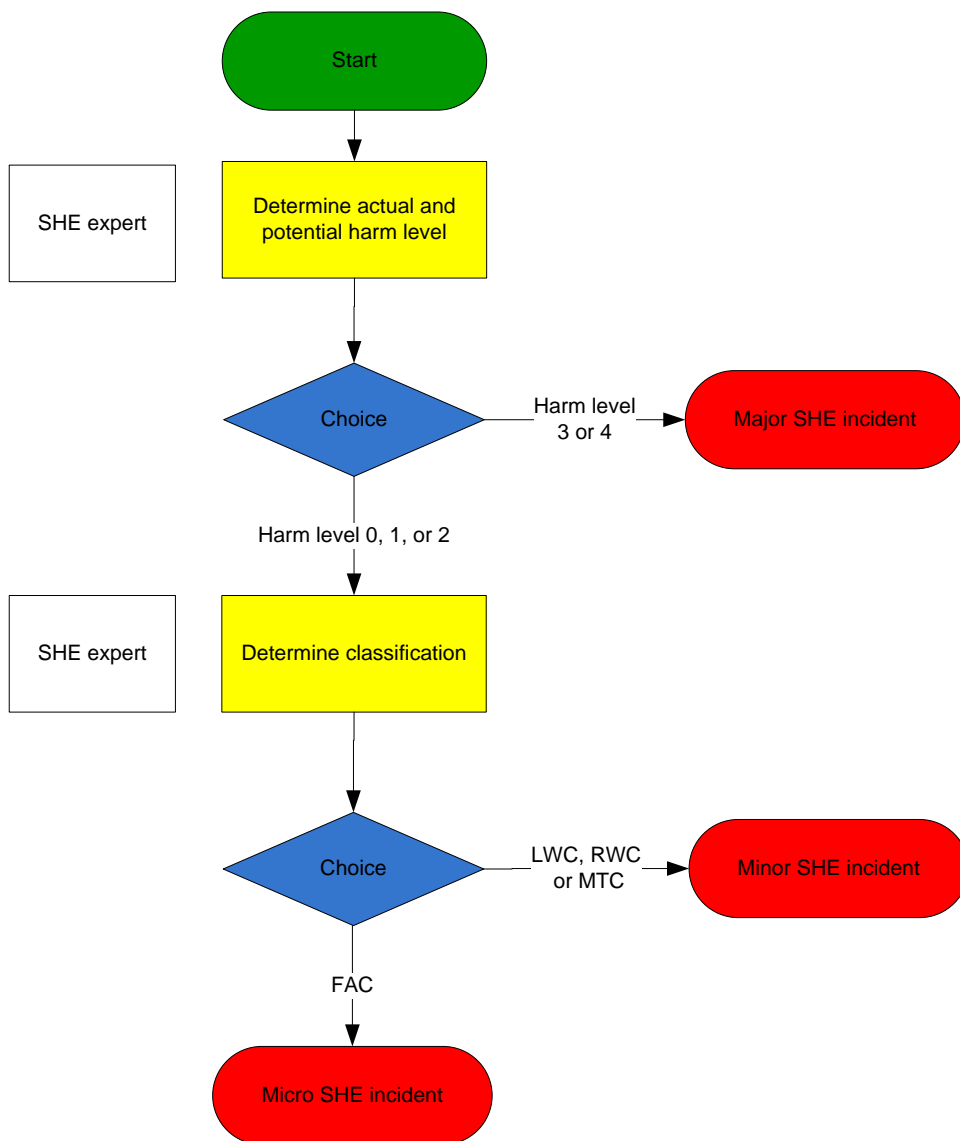 Start
SHE expert
Determine actual and
potential harm level
Choice
Harm level
3 or 4
Major SHE incident
Harm level 0, 1, or 2
SHE expert
Determine classification
Choice
LWC, RWC
or MTC
Minor SHE incident
FAC
Micro SHE incident